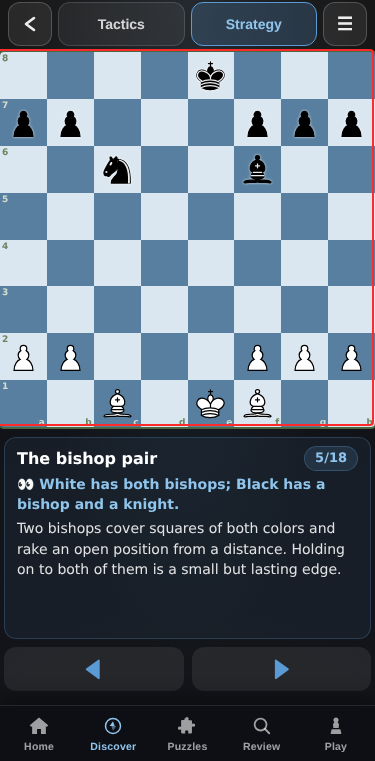 Tactics
Strategy
8
7
6
5
4
3
2
1
a b c d e f g h
The bishop pair
5/18
👀 White has both bishops; Black has a
bishop and a knight.
Two bishops cover squares of both colors and
rake an open position from a distance. Holding
on to both of them is a small but lasting edge.
Home
Discover
Puzzles
Review
Play